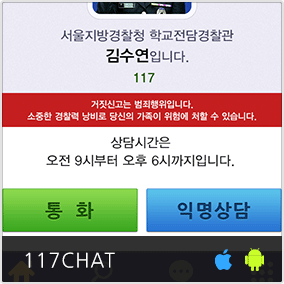 서울지방경찰청 학교전담경찰관
김수연입니다.
117
거짓신고는 범죄행위입니다.
소중한 경찰력 낭비로 당신의 가족이 위험에 처할 수 있습니다.
상담시간은
오전 9시부터 오후 6시까지입니다.
통 화
익명상담
117CHAT